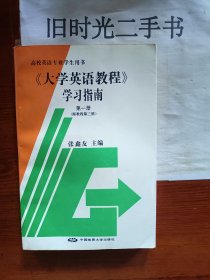 旧时光二手书
高校英语专业学生用书
《大学英语教程》
学习指南
第一册
张鑫友 主编
中国地质大学出版社